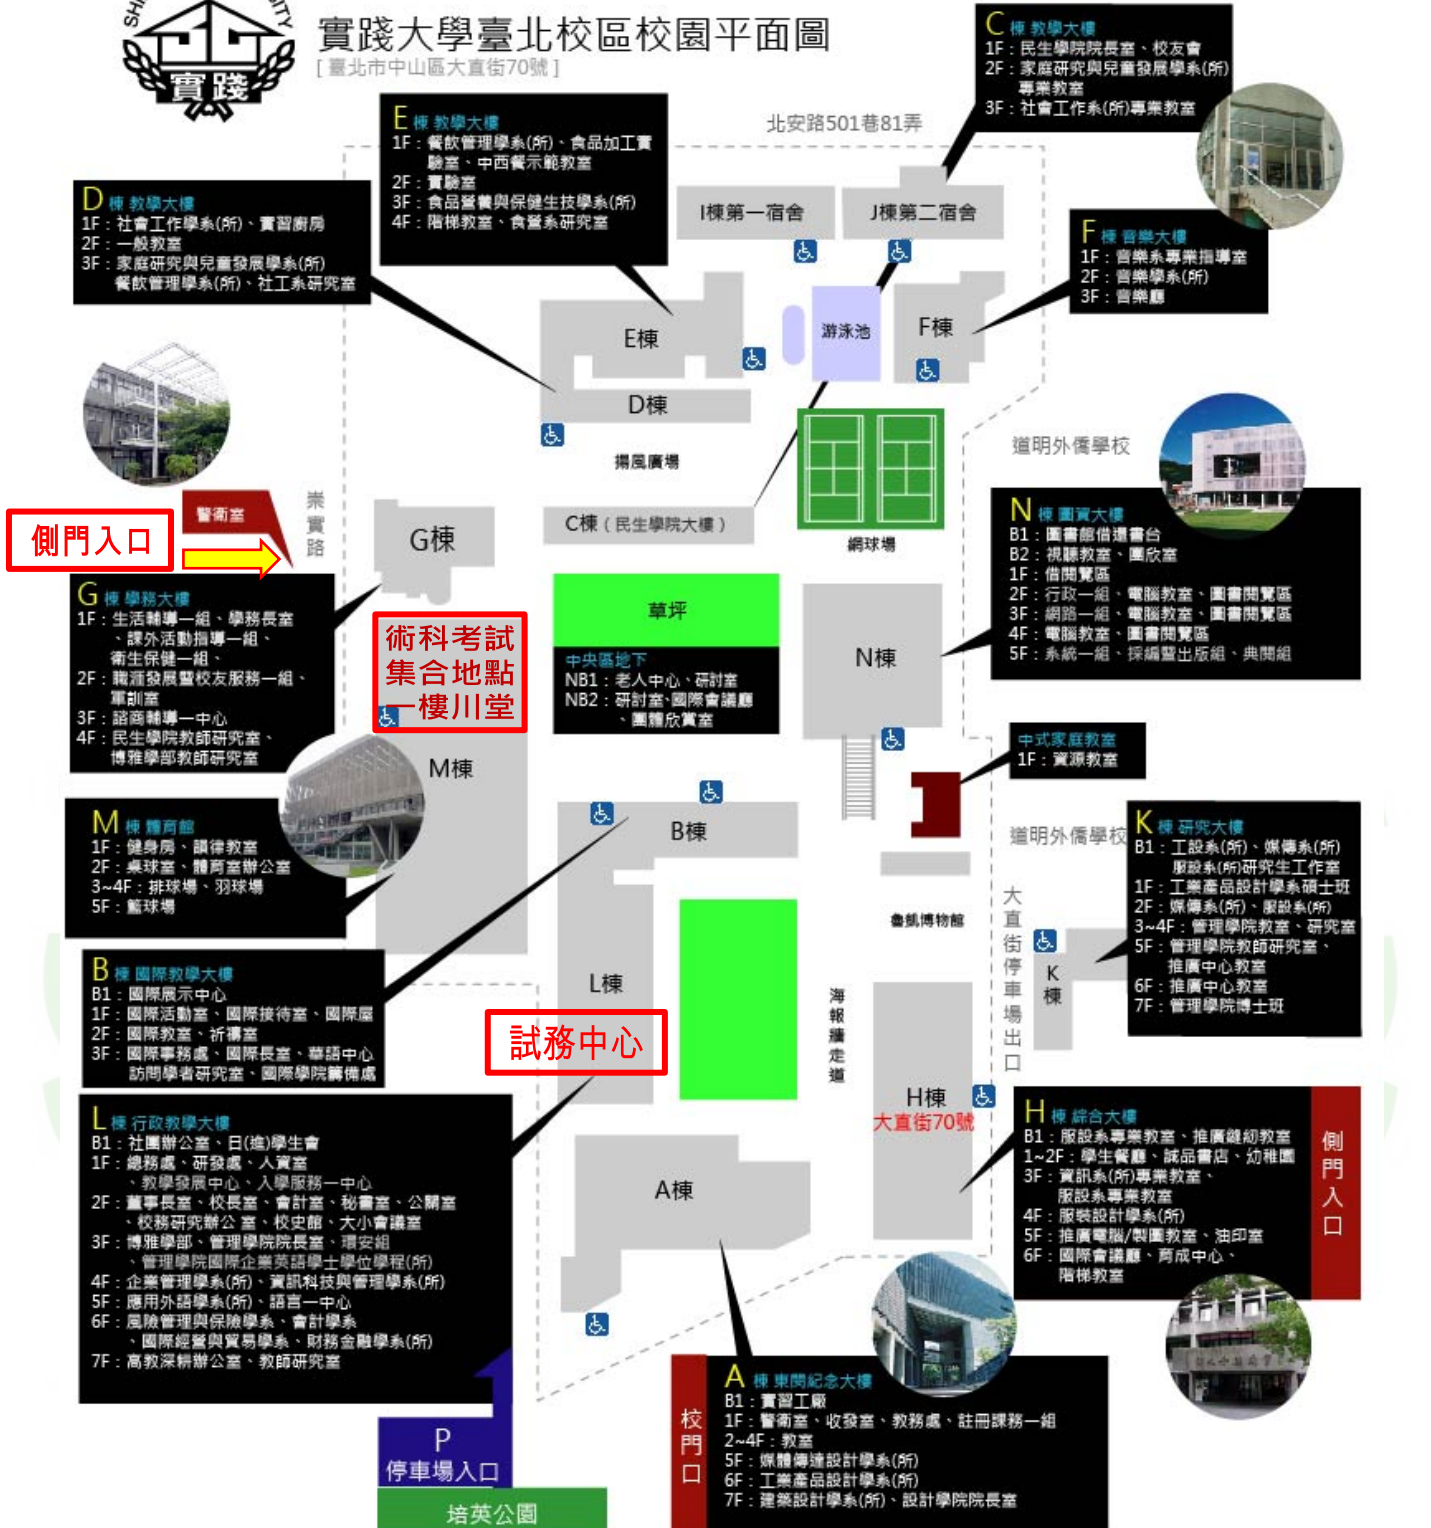 實踐大學臺北校區校園平面圖
[ 臺北市中山區大直街70號 ]
實踐
C 棟 教學大樓
1F：民生學院院長室、校友會
2F：家庭研究與兒童發展學系(所)
專業教室
3F：社會工作系(所)專業教室
北安路501巷81弄
E 棟 教學大樓
1F：餐飲管理學系(所)、食品加工實
驗室、中西餐示範教室
2F：實驗室
3F：食品營養與保健生技學系(所)
4F：階梯教室、食營系研究室
D 棟 教學大樓
1F：社會工作學系(所)、實習廚房
2F：一般教室
3F：家庭研究與兒童發展學系(所)
餐飲管理學系(所)、社工系研究室
I棟第一宿舍
J棟第二宿舍
F 棟 音樂大樓
1F：音樂系專業指導室
2F：音樂學系(所)
3F：音樂廳
E棟
游泳池
F棟
D棟
揚風廣場
道明外僑學校
崇實路
警衛室
側門入口
G棟
C棟（民生學院大樓）
網球場
N 棟 圖資大樓
B1：圖書館借還書台
B2：視聽教室、團欣室
1F：借閱覽區
2F：行政一組、電腦教室、圖書閱覽區
3F：網路一組、電腦教室、圖書閱覽區
4F：電腦教室、圖書閱覽區
5F：系統一組、採編暨出版組、典閱組
G 棟 學務大樓
1F：生活輔導一組、學務長室
、課外活動指導一組、
衛生保健一組、
2F：職涯發展暨校友服務一組、
軍訓室
3F：諮商輔導一中心
4F：民生學院教師研究室、
博雅學部教師研究室
術科考試
集合地點
一樓川堂
草坪
中央區地下
NB1：老人中心、研討室
NB2：研討室、國際會議廳
、團體欣賞室
N棟
中式家庭教室
1F：資源教室
M棟
M 棟 體育館
1F：健身房、韻律教室
2F：桌球室、體育室辦公室
3~4F：排球場、羽球場
5F：籃球場
B棟
道明外僑學校
K 棟 研究大樓
B1：工設系(所)、媒傳系(所)
服設系(所)研究生工作室
1F：工業產品設計學系碩士班
2F：媒傳系(所)、服設系(所)
3~4F：管理學院教室、研究室
5F：管理學院教師研究室、
推廣中心教室
6F：推廣中心教室
7F：管理學院博士班
魯凱博物館
大直街停車場出口
K棟
B 棟 國際教學大樓
B1：國際展示中心
1F：國際活動室、國際接待室、國際屋
2F：國際教室、祈禱室
3F：國際事務處、國際長室、華語中心
訪問學者研究室、國際學院籌備處
L棟
試務中心
海報牆走道
H棟
大直街70號
L 棟 行政教學大樓
B1：社團辦公室、日(進)學生會
1F：總務處、研發處、人資室
、教學發展中心、入學服務一中心
2F：董事長室、校長室、會計室、秘書室、公關室
、校務研究辦公 室、校史館、大小會議室
3F：博雅學部、管理學院院長室、環安組
、管理學院國際企業英語學士學位學程(所)
4F：企業管理學系(所)、資訊科技與管理學系(所)
5F：應用外語學系(所)、語言一中心
6F：風險管理與保險學系、會計學系
、國際經營與貿易學系、財務金融學系(所)
7F：高教深耕辦公室、教師研究室
H 棟 綜合大樓
B1：服設系專業教室、推廣縫紉教室
1~2F：學生餐廳、誠品書店、幼稚園
3F：資訊系(所)專業教室、
服設系專業教室
4F：服裝設計學系(所)
5F：推廣電腦/製圖教室、油印室
6F：國際會議廳、育成中心、
階梯教室
側門入口
A棟
A 棟 東閔紀念大樓
B1：實習工廠
1F：警衛室、收發室、教務處、註冊課務一組
2~4F：教室
5F：媒體傳達設計學系(所)
6F：工業產品設計學系(所)
7F：建築設計學系(所)、設計學院院長室
校門口
P
停車場入口
培英公園